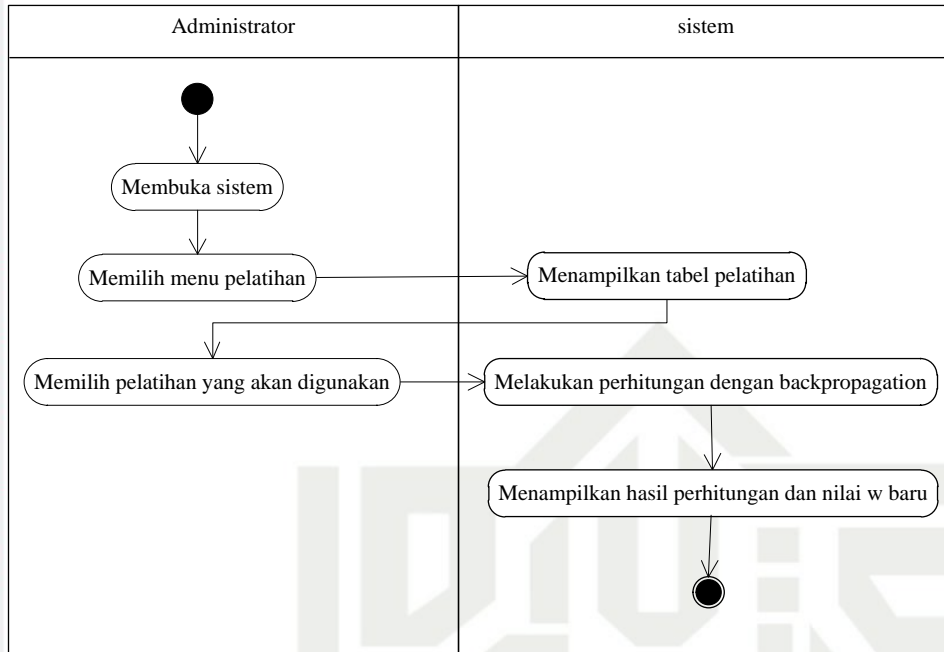 Administrator
sistem
Membuka sistem
Memilih menu pelatihan
Menampilkan tabel pelatihan
Memilih pelatihan yang akan digunakan
Melakukan perhitungan dengan backpropagation
Menampilkan hasil perhitungan dan nilai w baru